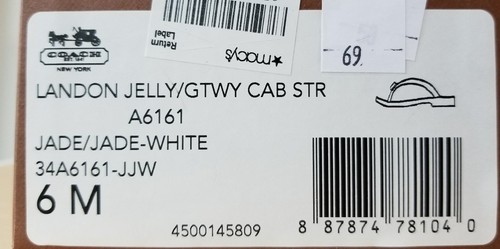 Return
Label
★macy's
69.
COACH
EST. 1941
NEW YORK
LANDON JELLY/GTWY CAB STR
A6161
JADE/JADE-WHITE
34A6161-JJW
6 M
4500145809
8 87874 78104 0